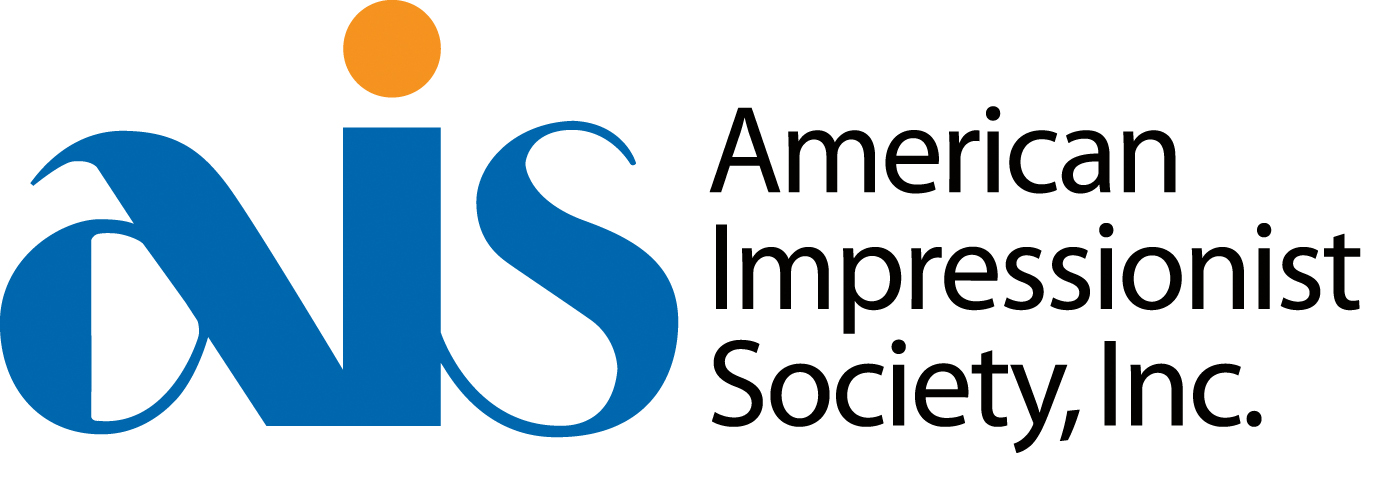 ais
American
Impressionist
Society, Inc.